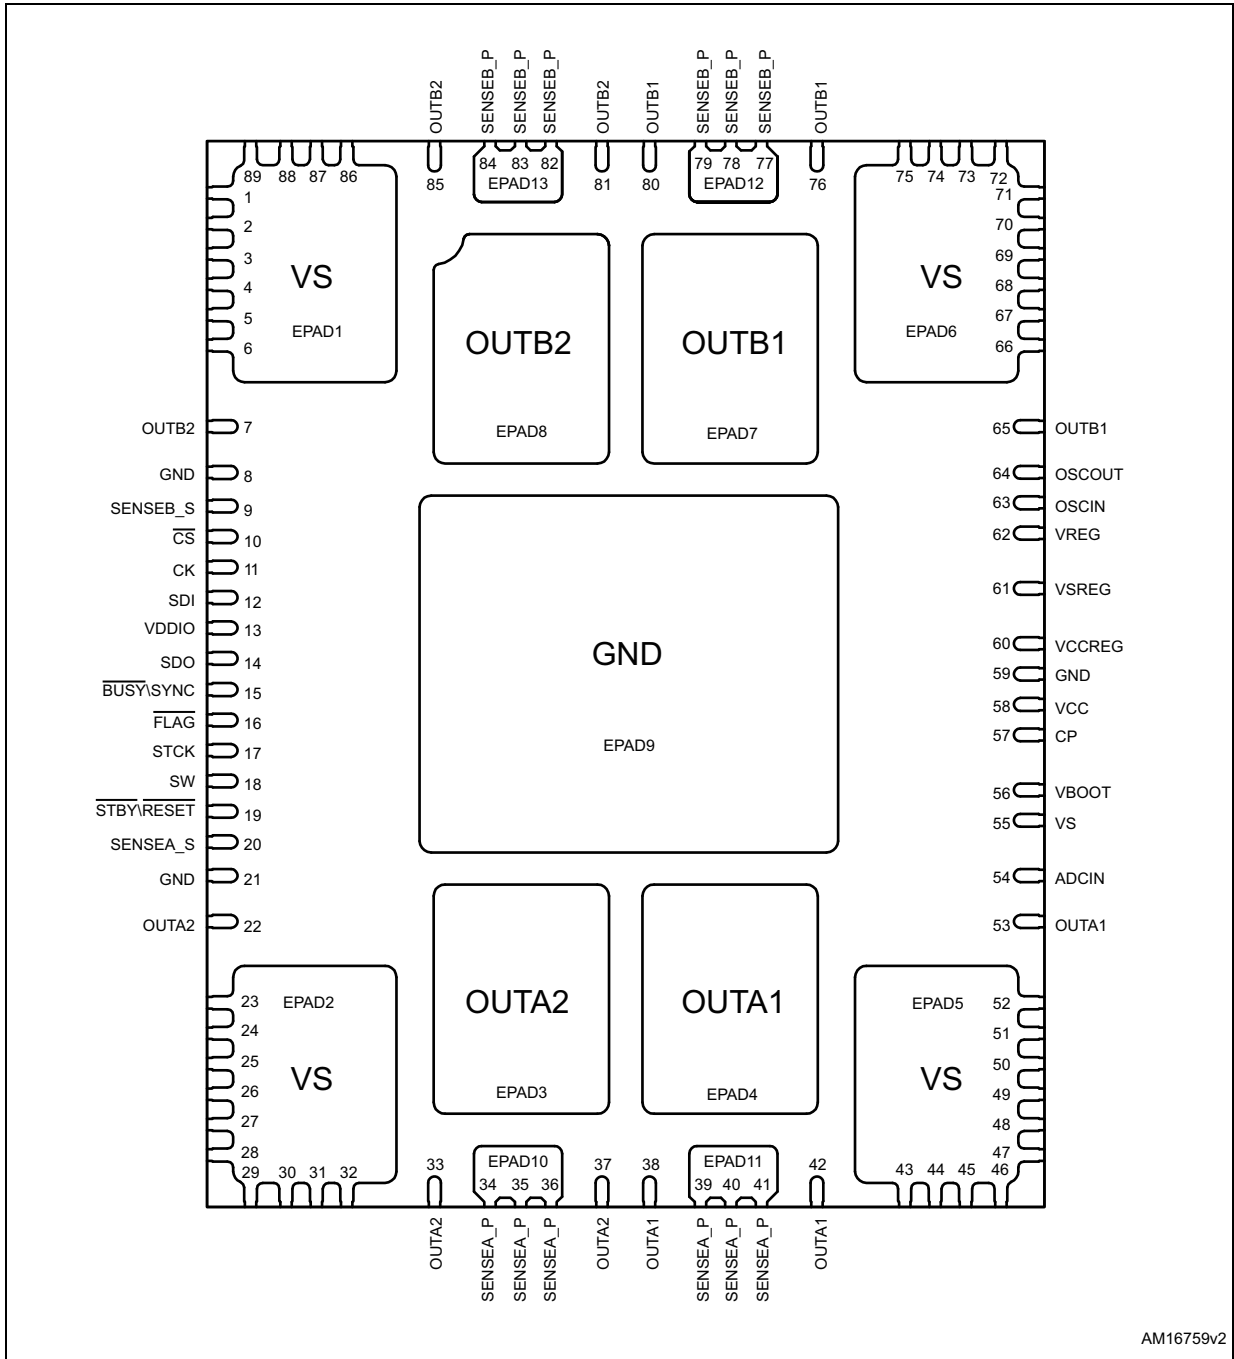 OUTB2
SENSEB_P
SENSEB_P
SENSEB_P
OUTB2
OUTB1
SENSEB_P
SENSEB_P
SENSEB_P
OUTB1
89 88 87 86
85
84 83 82
EPAD13
81
80
79 78 77
EPAD12
76
75 74 73 72
1
2
3
4
5
6
VS
EPAD1
OUTB2
EPAD8
OUTB1
EPAD7
VS
EPAD6
71
70
69
68
67
66
OUTB2 7
GND 8
SENSEB_S 9
CS 10
CK 11
SDI 12
VDDIO 13
SDO 14
BUSY\SYNC 15
FLAG 16
STCK 17
SW 18
STBY\RESET 19
SENSEA_S 20
GND 21
OUTA2 22
GND
EPAD9
65 OUTB1
64 OSCOUT
63 OSCIN
62 VREG
61 VSREG
60 VCCREG
59 GND
58 VCC
57 CP
56 VBOOT
55 VS
54 ADCIN
53 OUTA1
23
24
25
26
27
28
EPAD2
VS
OUTA2
EPAD3
OUTA1
EPAD4
EPAD5
VS
52
51
50
49
48
47
29 30 31 32
33
EPAD10
34 35 36
37
38
EPAD11
39 40 41
42
43 44 45 46
OUTA2
SENSEA_P
SENSEA_P
SENSEA_P
OUTA2
OUTA1
SENSEA_P
SENSEA_P
SENSEA_P
OUTA1
AM16759v2